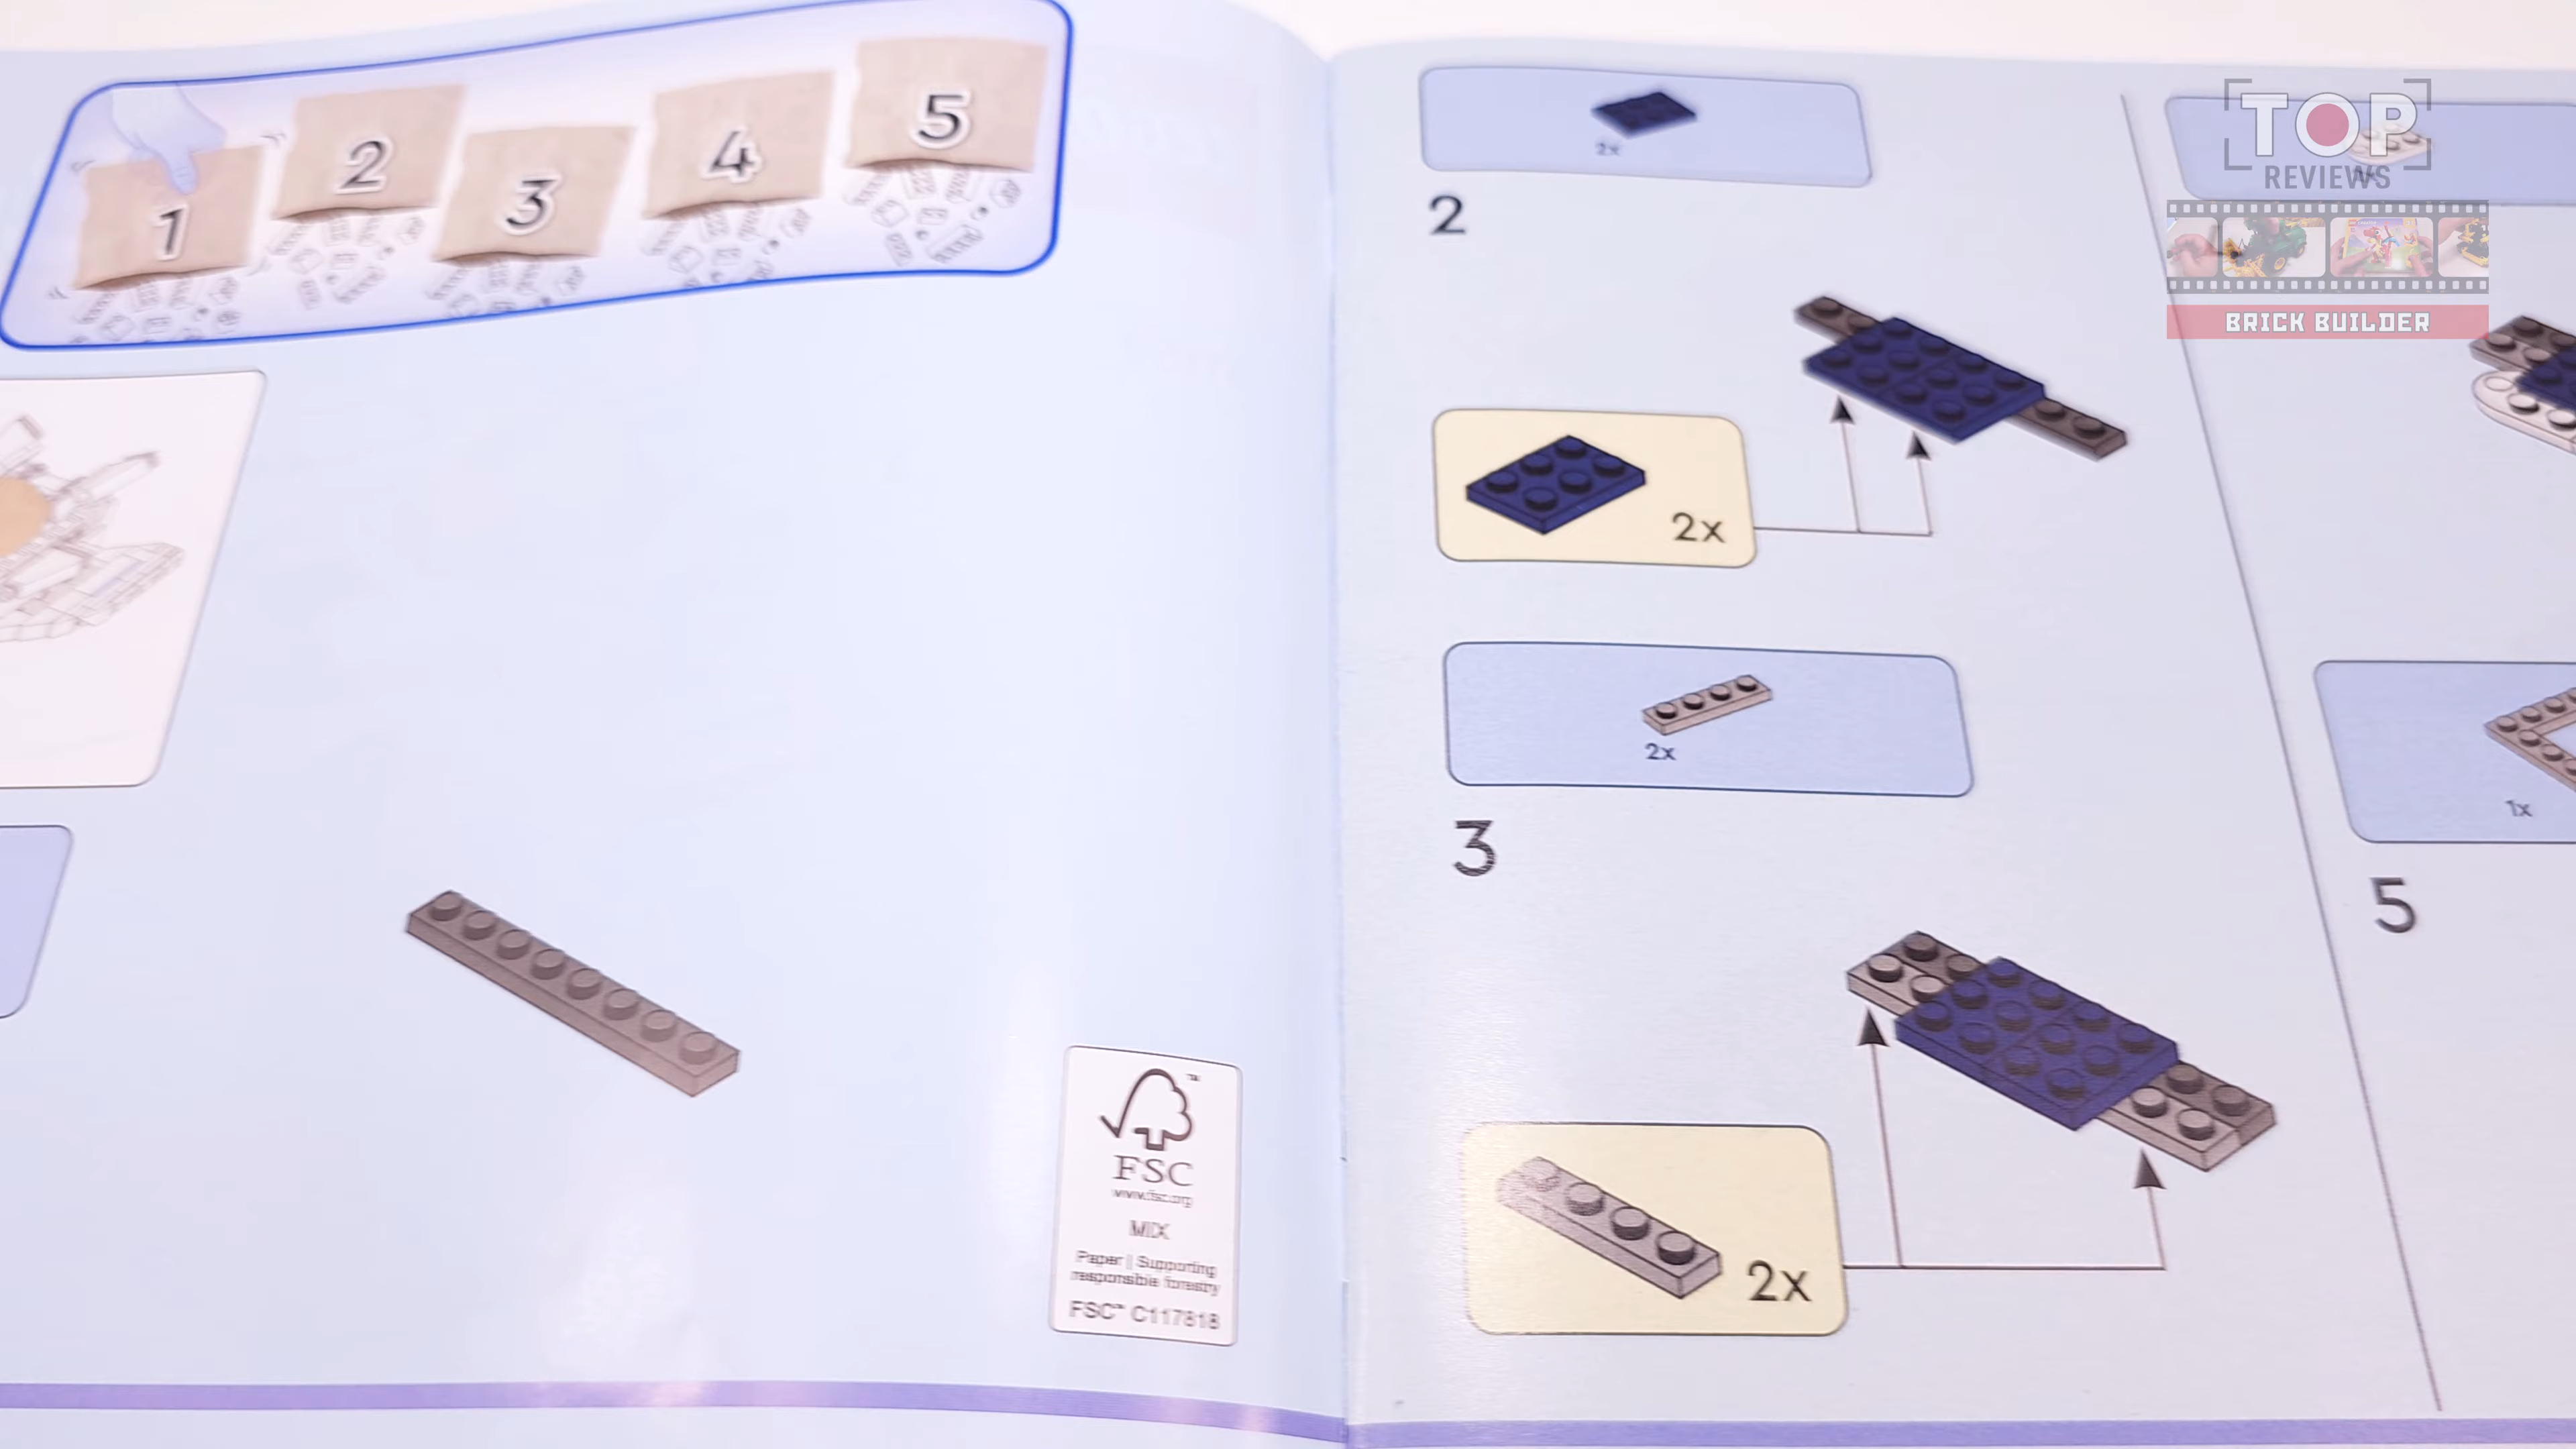 1
2
3
4
5
FSC
www.fsc.org
MIX
Paper | Supporting
responsible forestry
FSC™ C117818
2x
2
2x
2x
3
2x
1x
5
TOP
REVIEWS
BRICK BUILDER